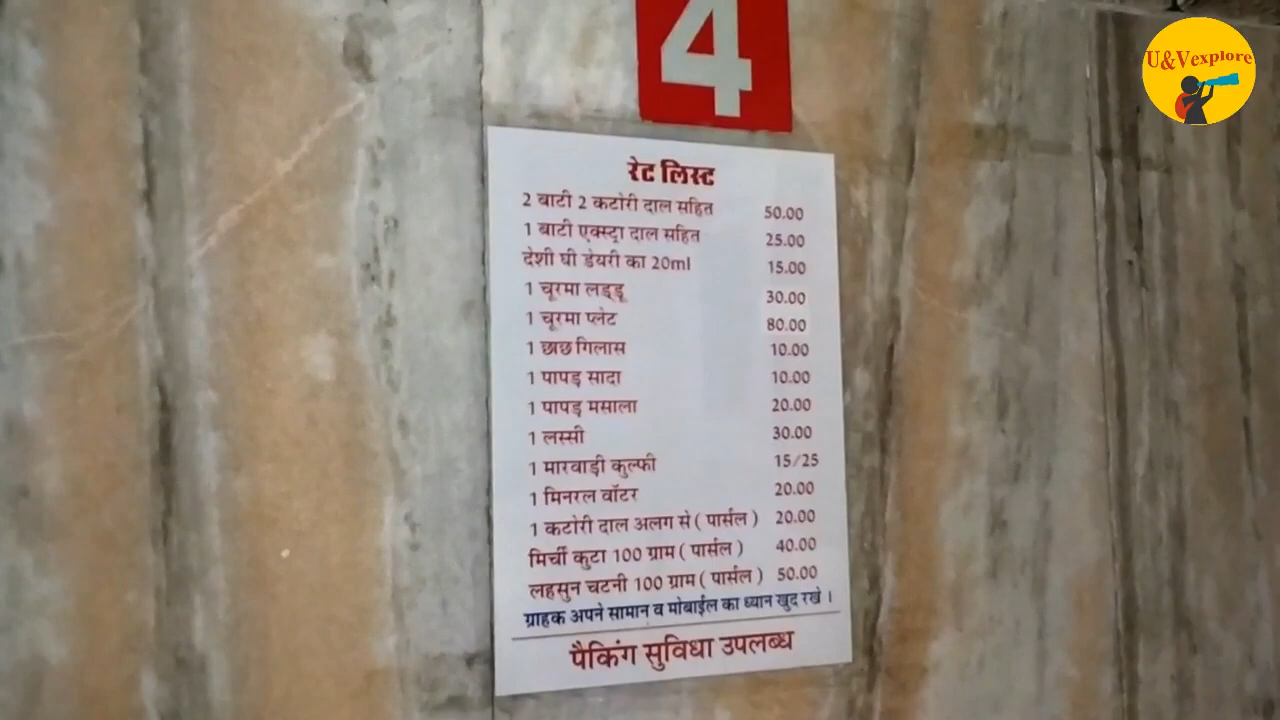 4
U&Vexplore
रेट लिस्ट
2 बाटी 2 कटोरी दाल सहित 50.00
1 बाटी एक्स्ट्रा दाल सहित 25.00
देशी घी डेयरी का 20ml 15.00
1 चूरमा लड्डू 30.00
1 चूरमा प्लेट 80.00
1 छाछ गिलास 10.00
1 पापड़ सादा 10.00
1 पापड़ मसाला 20.00
1 लस्सी 30.00
1 मारवाड़ी कुल्फी 15/25
1 मिनरल वॉटर 20.00
1 कटोरी दाल अलग से ( पार्सल ) 20.00
मिर्ची कुटा 100 ग्राम ( पार्सल ) 40.00
लहसुन चटनी 100 ग्राम ( पार्सल ) 50.00
ग्राहक अपने सामान व मोबाईल का ध्यान खुद रखे ।
पैकिंग सुविधा उपलब्ध